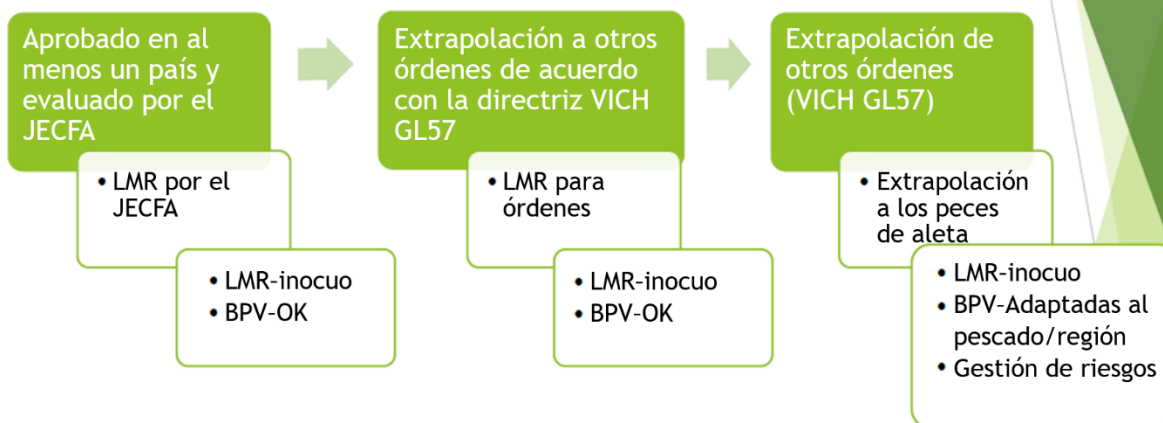 Aprobado en al
menos un país y
evaluado por el
JECFA
• LMR por el
JECFA
• LMR-inocuo
• BPV-OK
Extrapolación a otros
órdenes de acuerdo
con la directriz VICH
GL57
• LMR para
órdenes
• LMR-inocuo
• BPV-OK
Extrapolación de
otros órdenes
(VICH GL57)
• Extrapolación
a los peces
de aleta
• LMR-inocuo
• BPV-Adaptadas al
pescado/región
• Gestión de riesgos